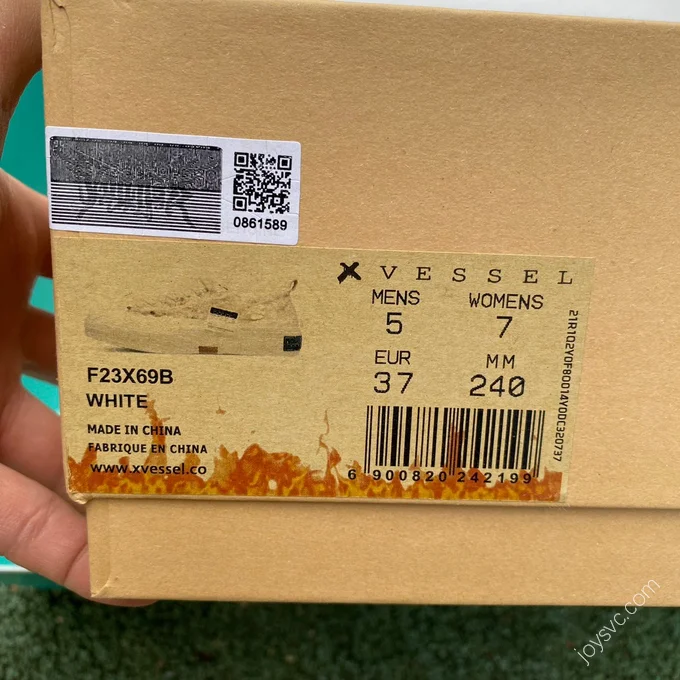 0861589
X VESSEL
MENS WOMENS
5 7
EUR MM
37 240
F23X69B
WHITE
MADE IN CHINA
FABRIQUE EN CHINA
www.xvessel.co
6 900820 242199
21R1Q2Y0F80014Y0DC320737
joysvc.com